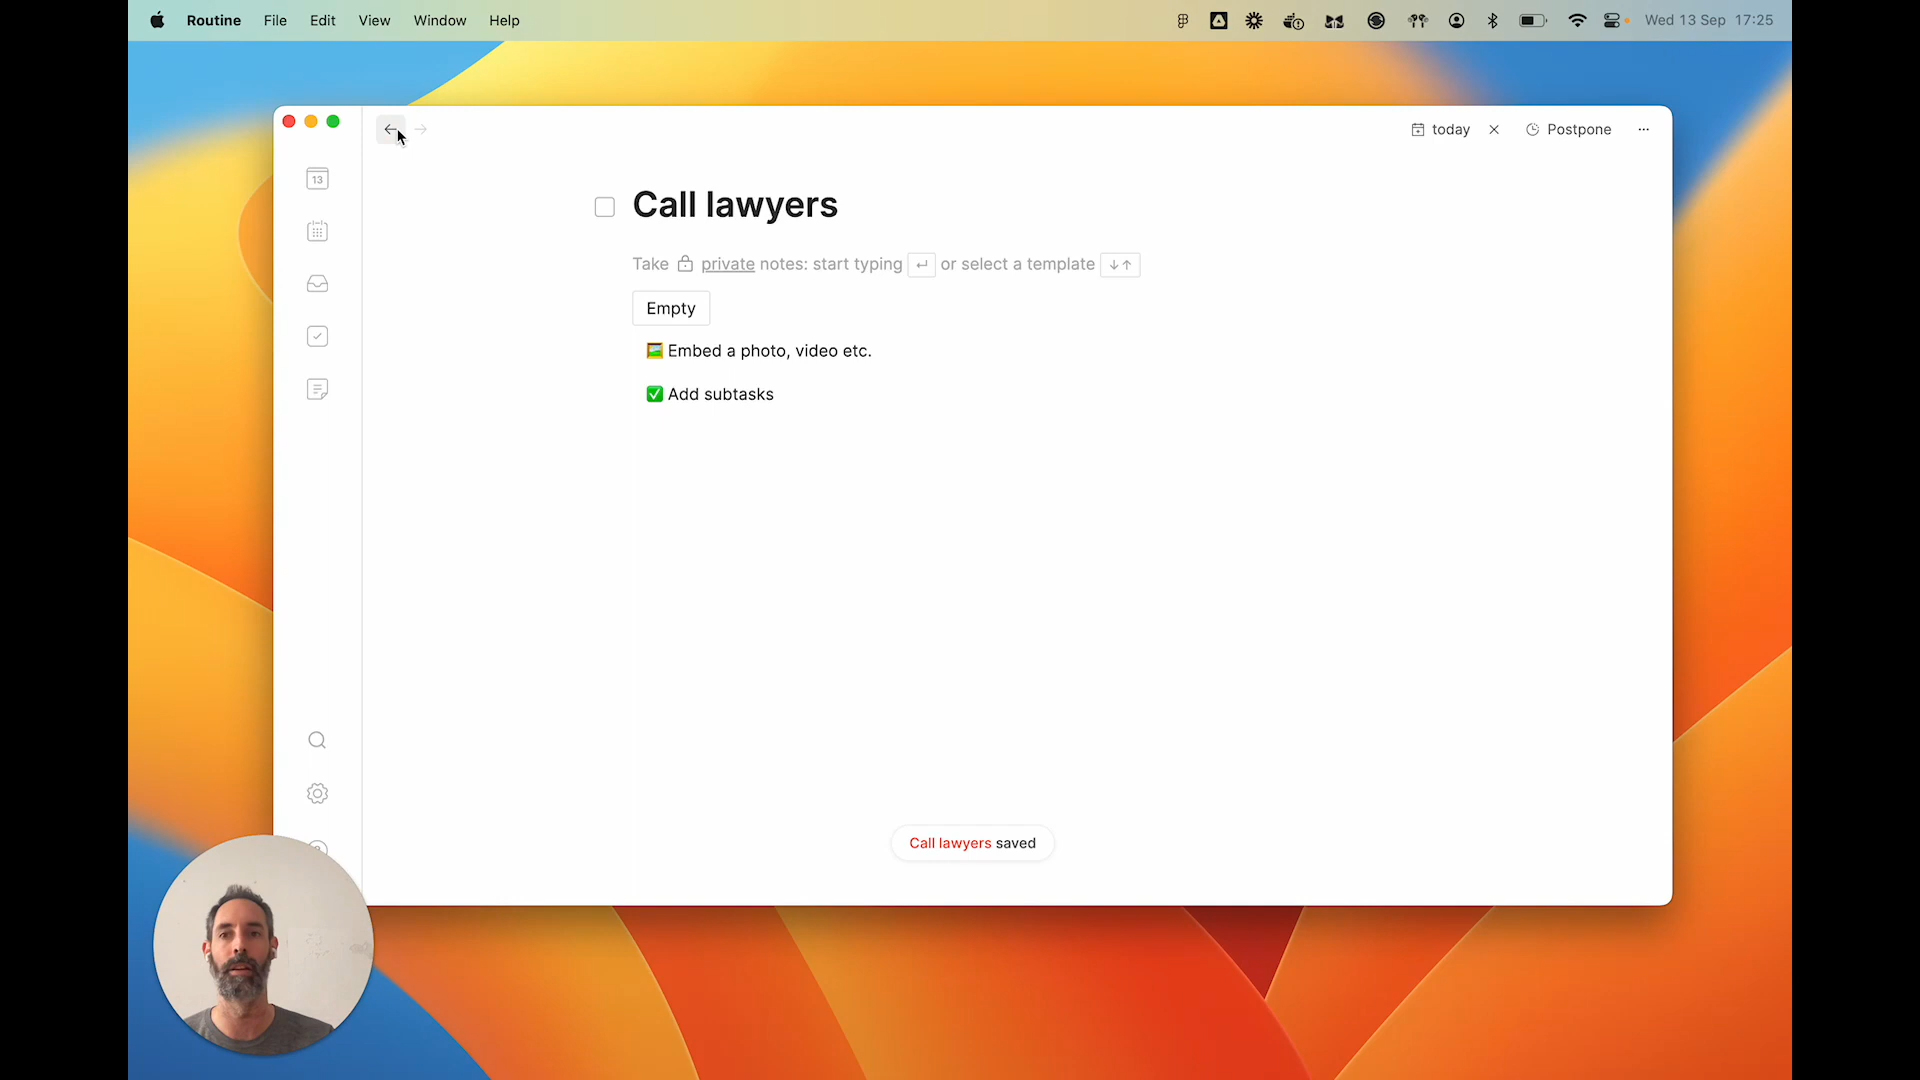 Routine File Edit View Window Help Wed 13 Sep 17:25
today Postpone
13
Call lawyers
Take private notes: start typing or select a template
Empty
Embed a photo, video etc.
Add subtasks
Call lawyers saved